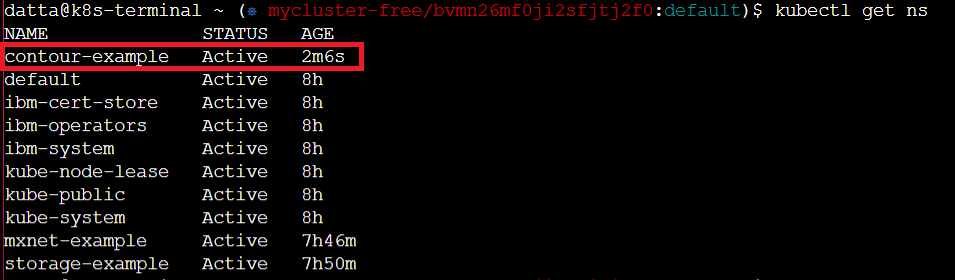 datta@k8s-terminal ~ (⎈ mycluster-free/bvmn26mf0ji2sfjtj2f0:default)$ kubectl get ns
NAME STATUS AGE
contour-example Active 2m6s
default Active 8h
ibm-cert-store Active 8h
ibm-operators Active 8h
ibm-system Active 8h
kube-node-lease Active 8h
kube-public Active 8h
kube-system Active 8h
mxnet-example Active 7h46m
storage-example Active 7h50m